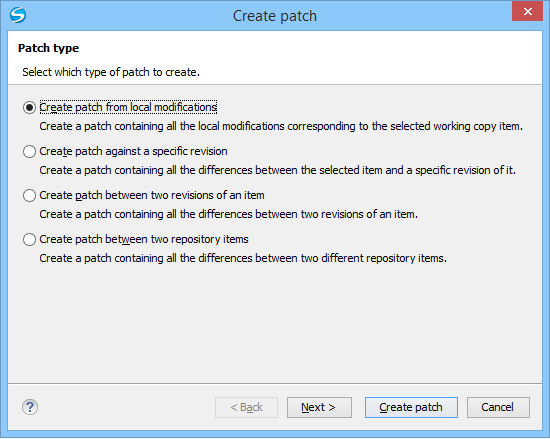 Create patch
Patch type
Select which type of patch to create.
Create patch from local modifications
Create a patch containing all the local modifications corresponding to the selected working copy item.
Create patch against a specific revision
Create a patch containing all the differences between the selected item and a specific revision of it.
Create patch between two revisions of an item
Create a patch containing all the differences between two revisions of an item.
Create patch between two repository items
Create a patch containing all the differences between two different repository items.
? < Back Next > Create patch Cancel